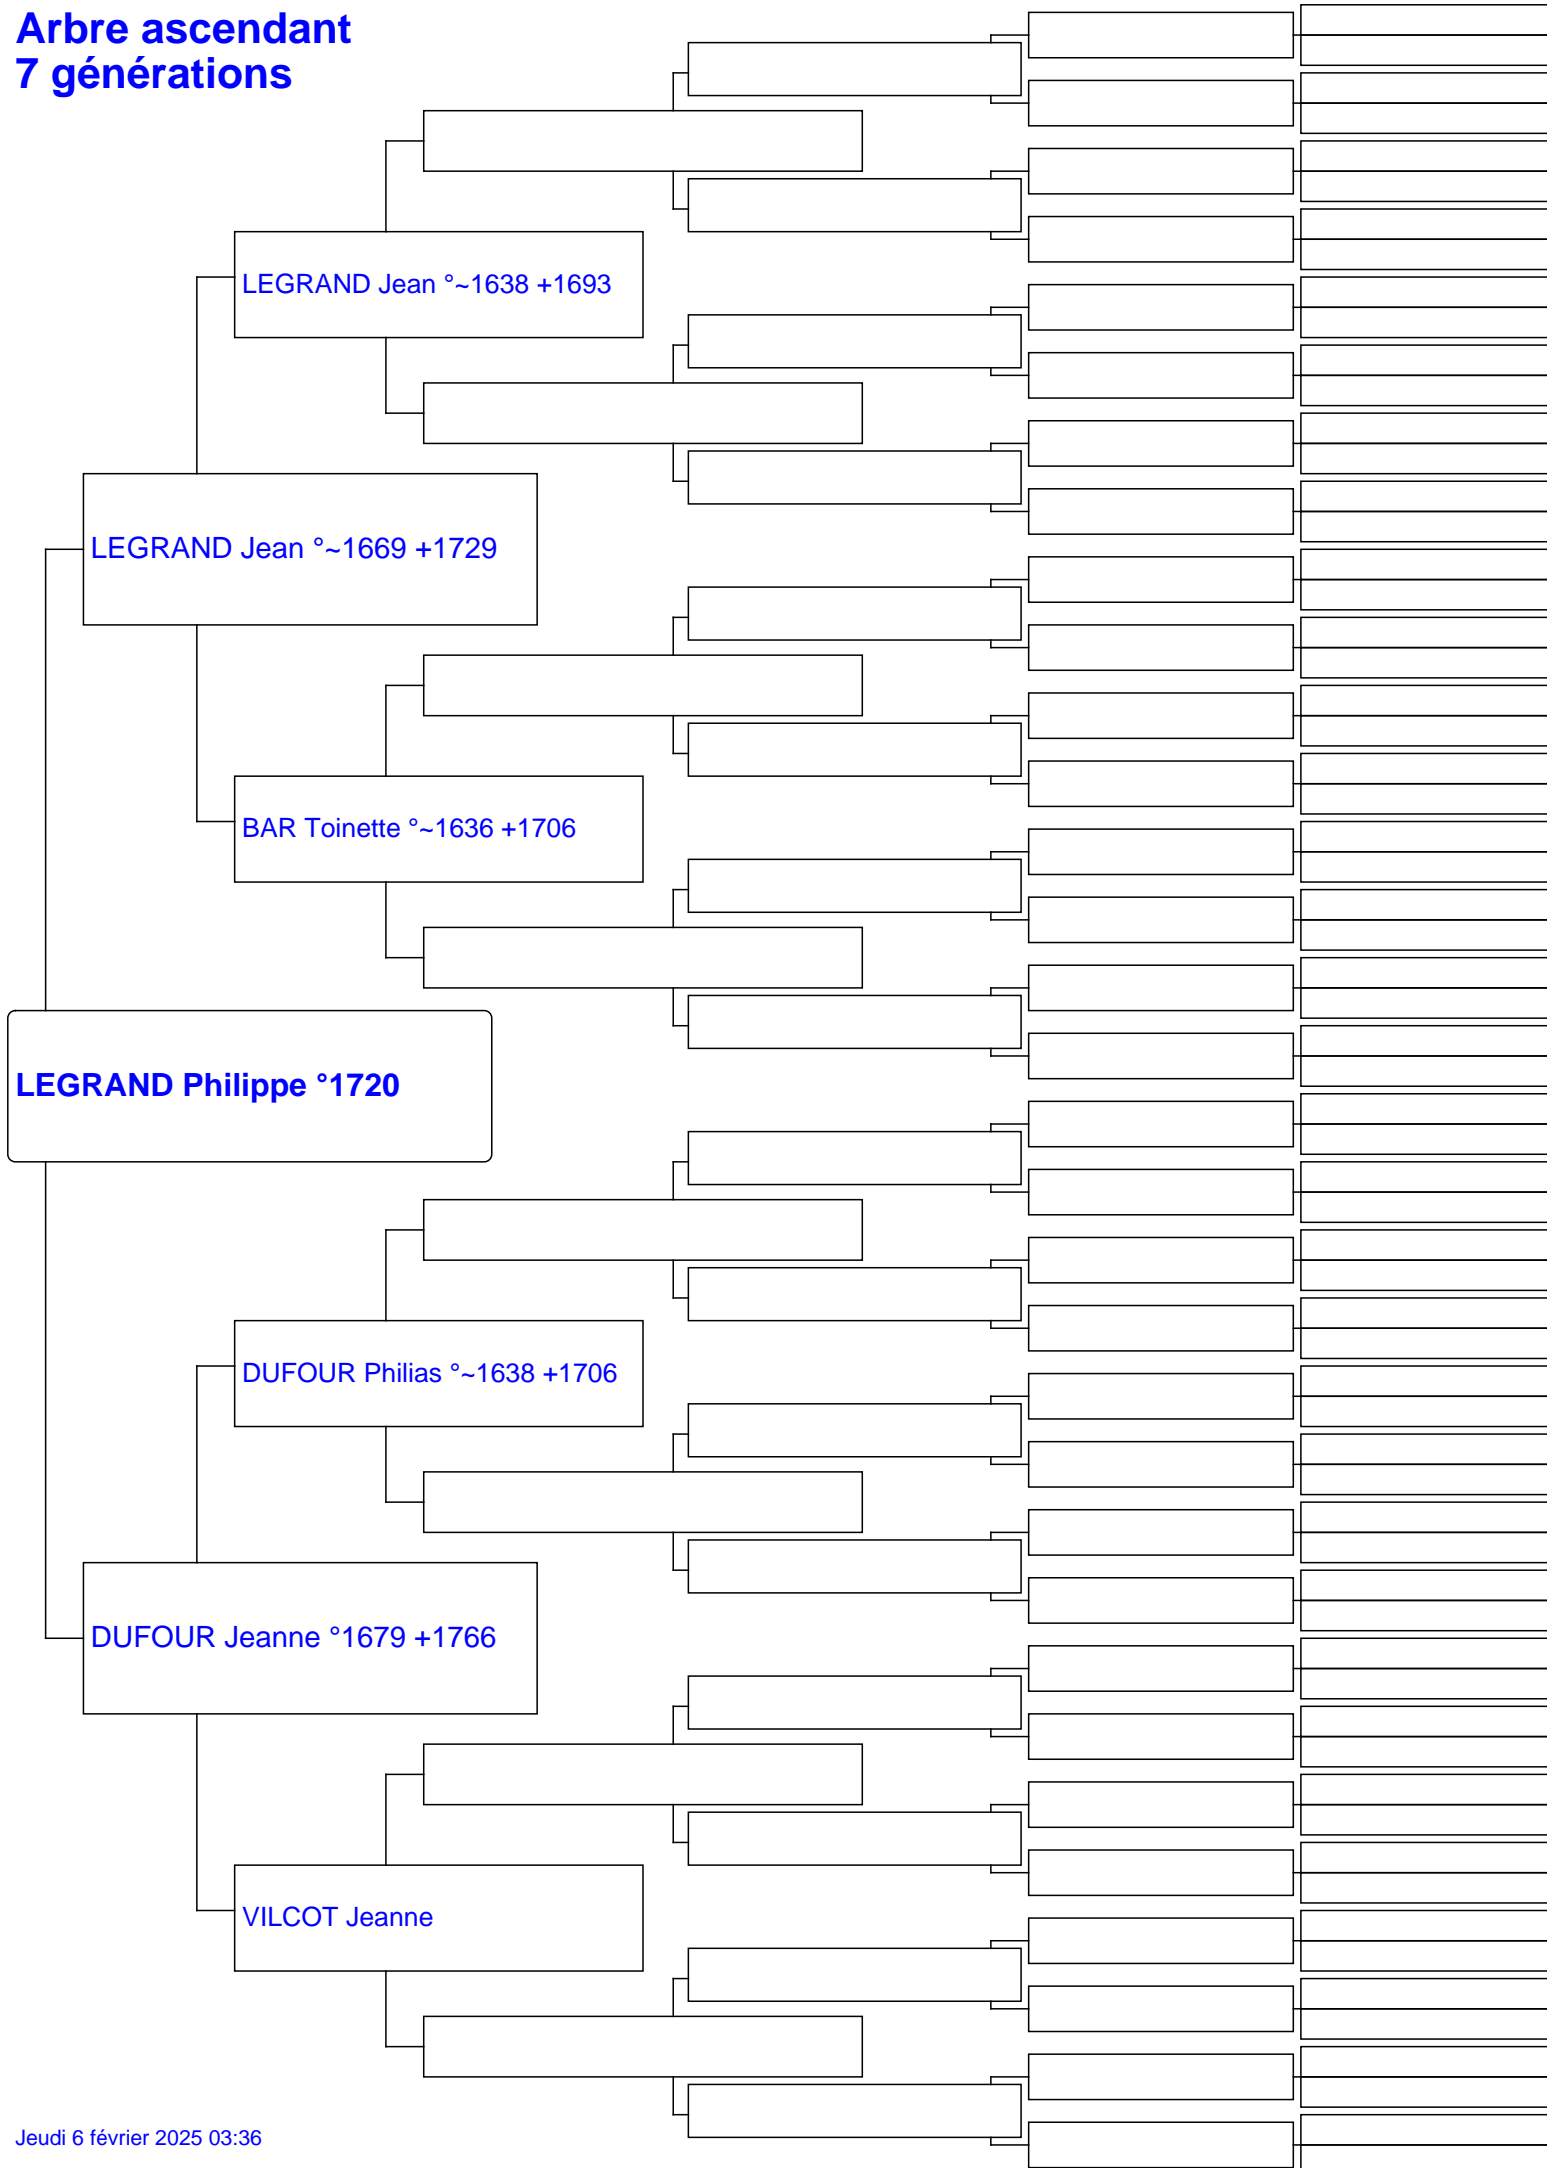 Arbre ascendant
7 générations
LEGRAND Jean °~1638 +1693
LEGRAND Jean °~1669 +1729
BAR Toinette °~1636 +1706
LEGRAND Philippe °1720
DUFOUR Philias °~1638 +1706
DUFOUR Jeanne °1679 +1766
VILCOT Jeanne
Jeudi 6 février 2025 03:36